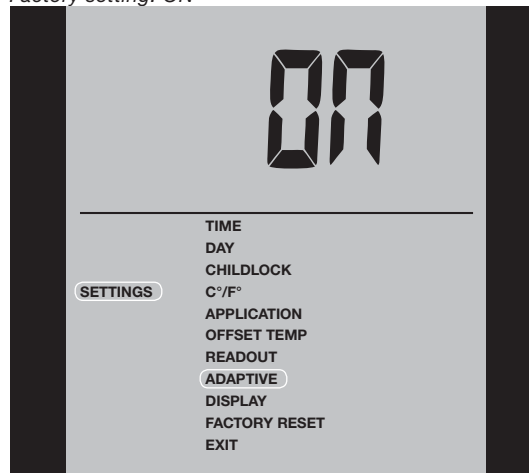 Factory setting: ON
ON
TIME
DAY
CHILDLOCK
SETTINGS C°/F°
APPLICATION
OFFSET TEMP
READOUT
ADAPTIVE
DISPLAY
FACTORY RESET
EXIT